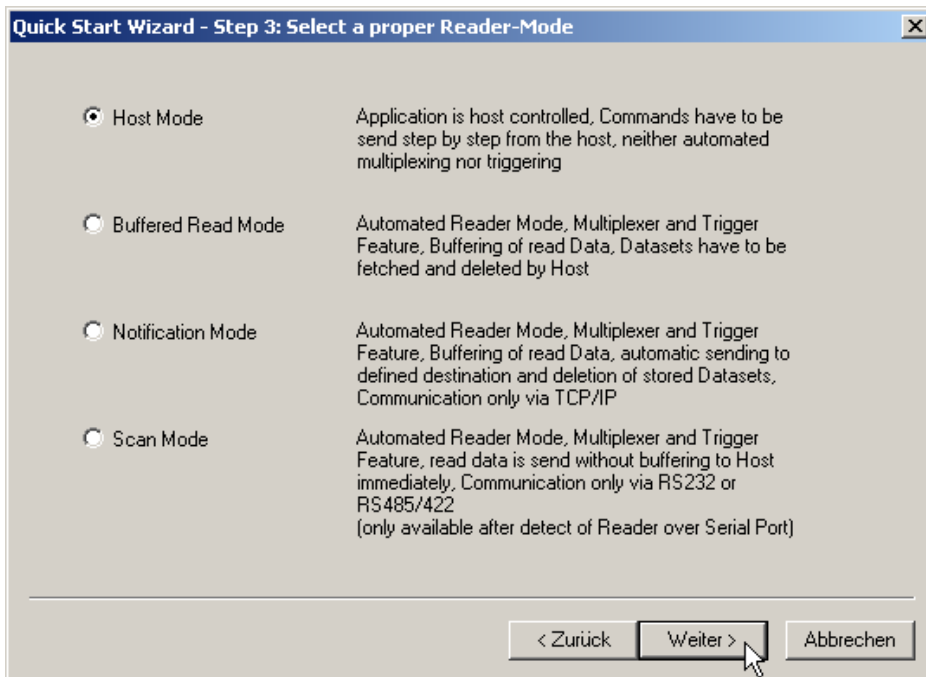 Quick Start Wizard - Step 3: Select a proper Reader-Mode
Host Mode
Application is host controlled, Commands have to be
send step by step from the host, neither automated
multiplexing nor triggering
Buffered Read Mode
Automated Reader Mode, Multiplexer and Trigger
Feature, Buffering of read Data, Datasets have to be
fetched and deleted by Host
Notification Mode
Automated Reader Mode, Multiplexer and Trigger
Feature, Buffering of read Data, automatic sending to
defined destination and deletion of stored Datasets,
Communication only via TCP/IP
Scan Mode
Automated Reader Mode, Multiplexer and Trigger
Feature, read data is send without buffering to Host
immediately, Communication only via RS232 or
RS485/422
(only available after detect of Reader over Serial Port)
< Zurück
Weiter >
Abbrechen